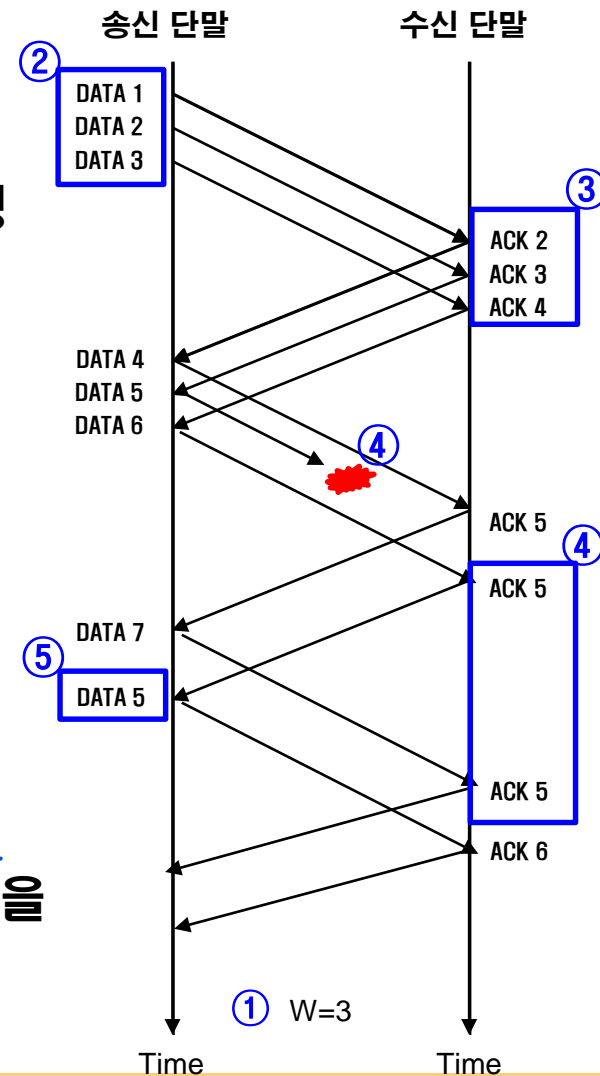 송신 단말 수신 단말
②
DATA 1
DATA 2
DATA 3
③
ACK 2
ACK 3
ACK 4
DATA 4
DATA 5
DATA 6
④
ACK 5
④
ACK 5
DATA 7
⑤
DATA 5
ACK 5
ACK 6
을
① W=3
Time Time